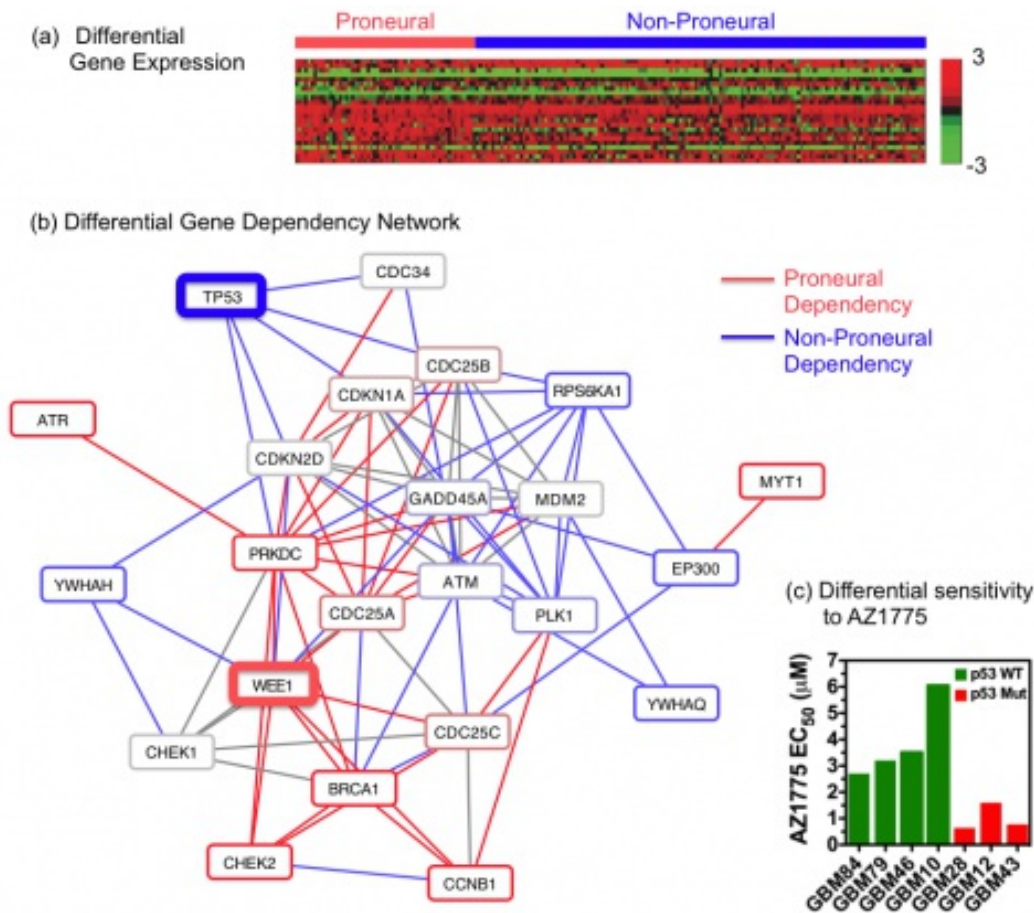 (a) Differential
Gene Expression
Proneural
Non-Proneural
3
-3
(b) Differential Gene Dependency Network
Proneural
Dependency
Non-Proneural
Dependency
CDC34
TP53
CDC25B
CDKN1A
RPS6KA1
ATR
CDKN2D
MYT1
GADD45A
MDM2
PRKDC
EP300
YWHAH
ATM
CDC25A
PLK1
WEE1
YWHAQ
CDC25C
CHEK1
BRCA1
CHEK2
CCNB1
(c) Differential sensitivity
to AZ1775
AZ1775 EC50 (μM)
7
6
5
4
3
2
1
0
p53 WT
p53 Mut
GBM84
GBM79
GBM46
GBM10
GBM28
GBM12
GBM43